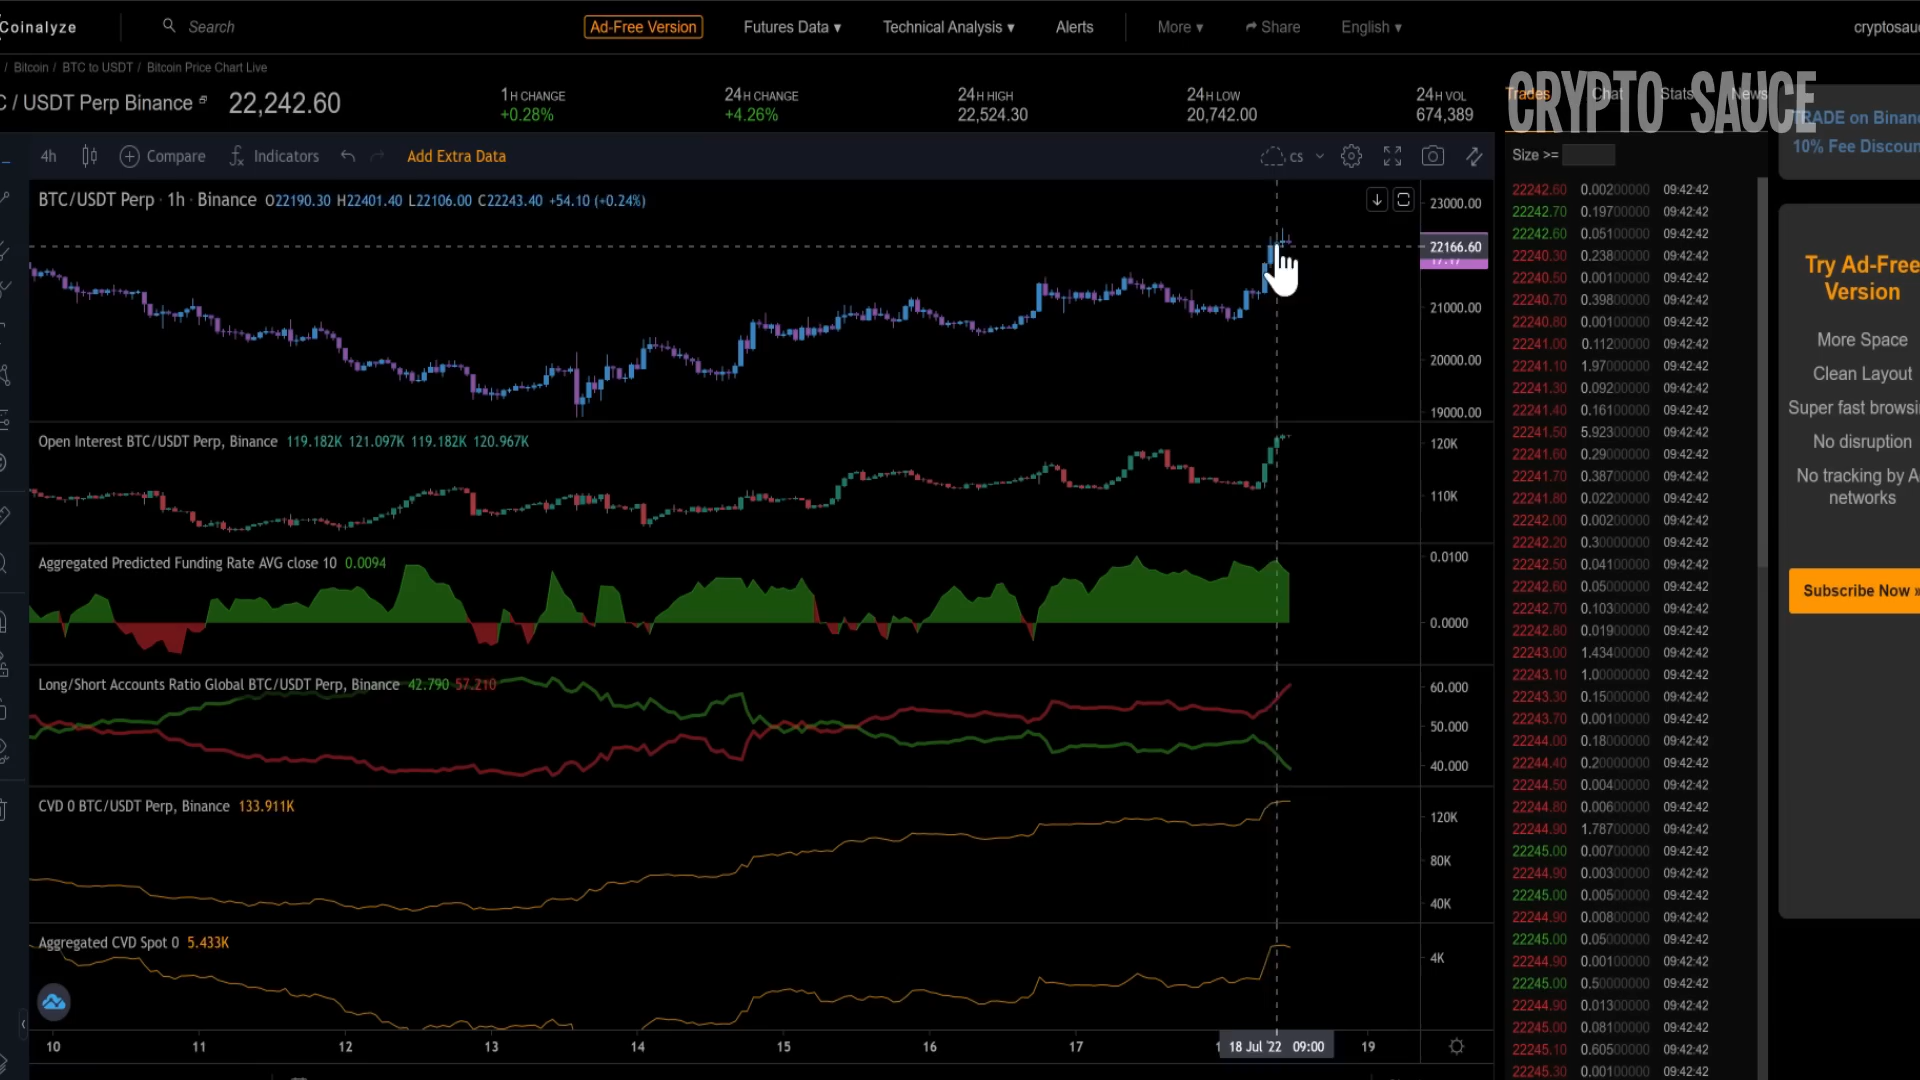 Coinalyze
Search
Ad-Free Version
Futures Data ▾
Technical Analysis ▾
Alerts
More ▾
Share
English ▾
/ Bitcoin / BTC to USDT / Bitcoin Price Chart Live
/ USDT Perp Binance 22,242.60
1H CHANGE
+0.28%
24H CHANGE
+4.26%
24H HIGH
22,524.30
24H LOW
20,742.00
24H VOL
674,389
CRYPTO SAUCE
Trades Chat Stats News
TRADE on
10% Fee
4h Compare Indicators Add Extra Data cs
Size >=
BTC/USDT Perp · 1h · Binance O22190.30 H22401.40 L22106.00 C22243.40 +54.10 (+0.24%)
23000.00
22166.60
21000.00
20000.00
19000.00
Open Interest BTC/USDT Perp, Binance 119.182K 121.097K 119.182K 120.967K
120K
110K
Aggregated Predicted Funding Rate AVG close 10 0.0094
0.0100
0.0000
Long/Short Accounts Ratio Global BTC/USDT Perp, Binance 42.790 57.210
60.000
50.000
40.000
CVD 0 BTC/USDT Perp, Binance 133.911K
120K
80K
40K
Aggregated CVD Spot 0 5.433K
4K
10 11 12 13 14 15 16 17 18 Jul '22 09:00 19
22242.60 0.00200000 09:42:42
22242.70 0.19700000 09:42:42
22242.60 0.05100000 09:42:42
22240.30 0.23800000 09:42:42
22240.50 0.00100000 09:42:42
22240.70 0.39800000 09:42:42
22240.80 0.00100000 09:42:42
22241.00 0.11200000 09:42:42
22241.10 1.97000000 09:42:42
22241.30 0.09200000 09:42:42
22241.40 0.16100000 09:42:42
22241.50 5.92300000 09:42:42
22241.60 0.29000000 09:42:42
22241.70 0.38700000 09:42:42
22241.80 0.02200000 09:42:42
22242.00 0.00200000 09:42:42
22242.20 0.30000000 09:42:42
22242.50 0.04100000 09:42:42
22242.60 0.05000000 09:42:42
22242.70 0.10300000 09:42:42
22242.80 0.01900000 09:42:42
22243.00 1.43400000 09:42:42
22243.10 1.00000000 09:42:42
22243.30 0.15000000 09:42:42
22243.70 0.00100000 09:42:42
22244.00 0.18000000 09:42:42
22244.40 0.20000000 09:42:42
22244.50 0.00400000 09:42:42
22244.80 0.00600000 09:42:42
22244.90 1.78700000 09:42:42
22245.00 0.00700000 09:42:42
22244.90 0.00300000 09:42:42
22245.00 0.00500000 09:42:42
22244.90 0.00800000 09:42:42
22245.00 0.05000000 09:42:42
22244.90 0.00100000 09:42:42
22245.00 0.50000000 09:42:42
22244.90 0.01300000 09:42:42
22245.00 0.08100000 09:42:42
22245.10 0.60500000 09:42:42
22245.30 0.00100000 09:42:42
Try Ad-Free
Version
More Space
Clean Layout
Super fast
No disruption
No tracking by
networks
Subscribe Now »